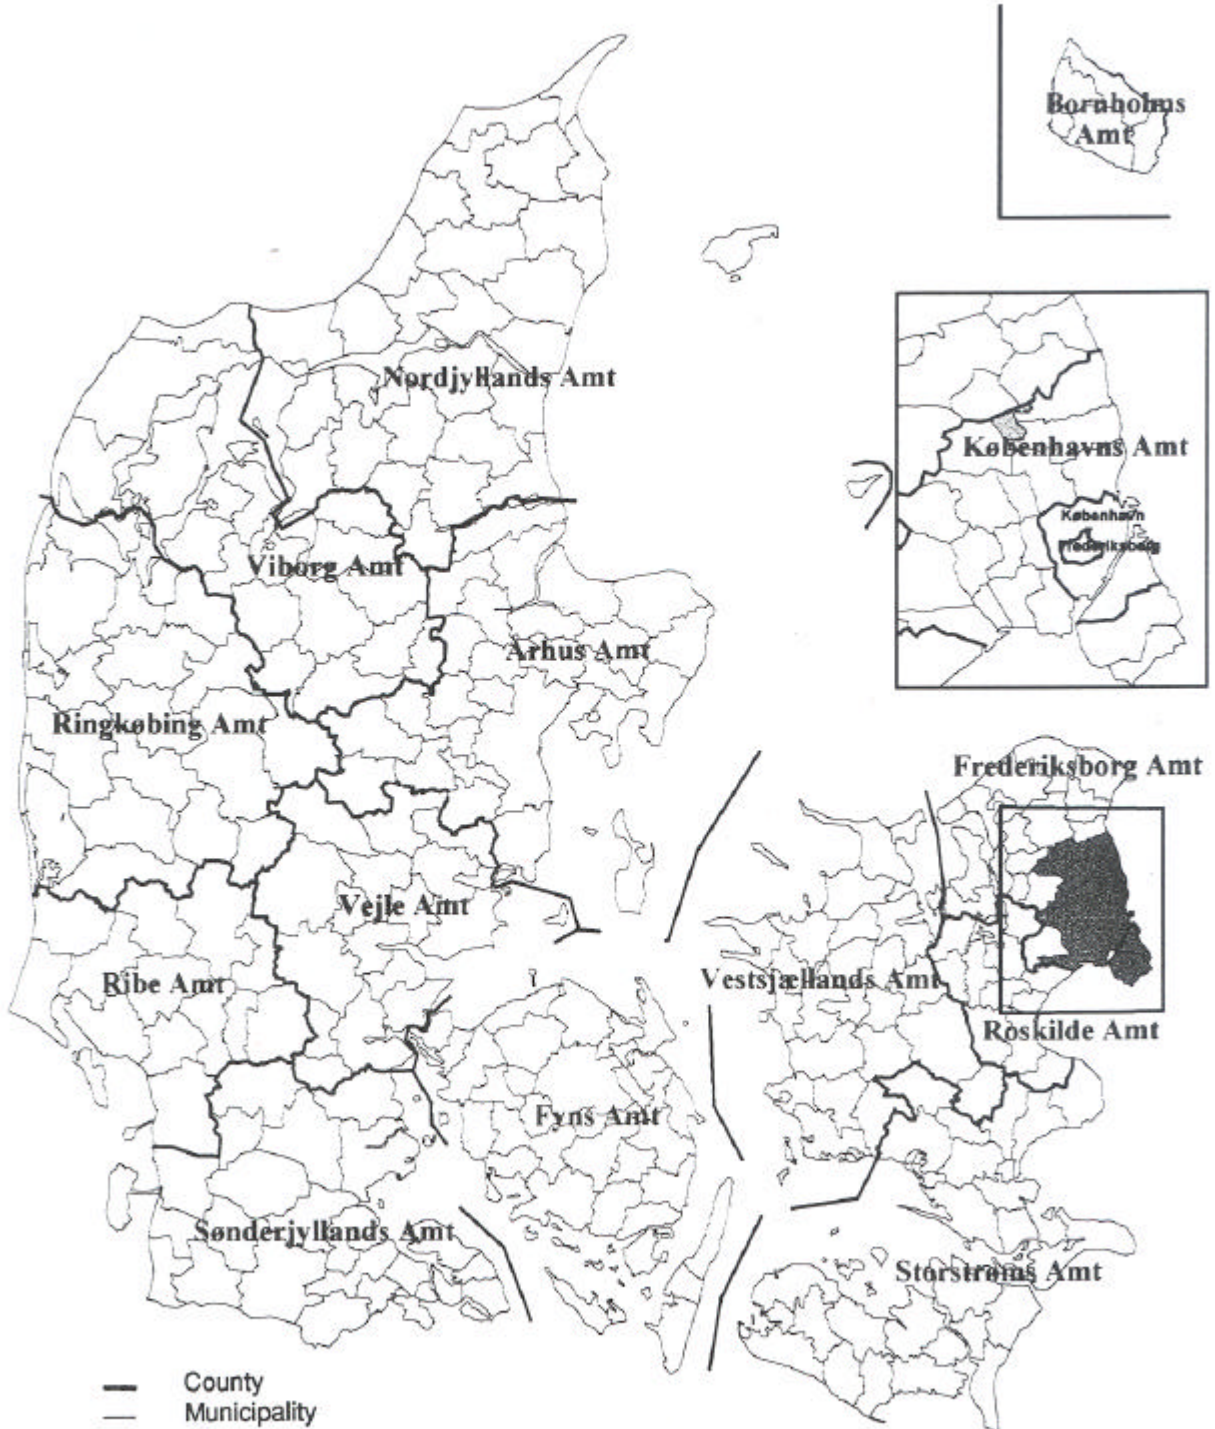 Bornholms
Amt
Nordjyllands Amt
Københavns Amt
København
Frederiksberg
Viborg Amt
Århus Amt
Ringkøbing Amt
Frederiksborg Amt
Vejle Amt
Ribe Amt
Vestsjællands Amt
Roskilde Amt
Fyns Amt
Sønderjyllands Amt
Storstrøms Amt
County
Municipality